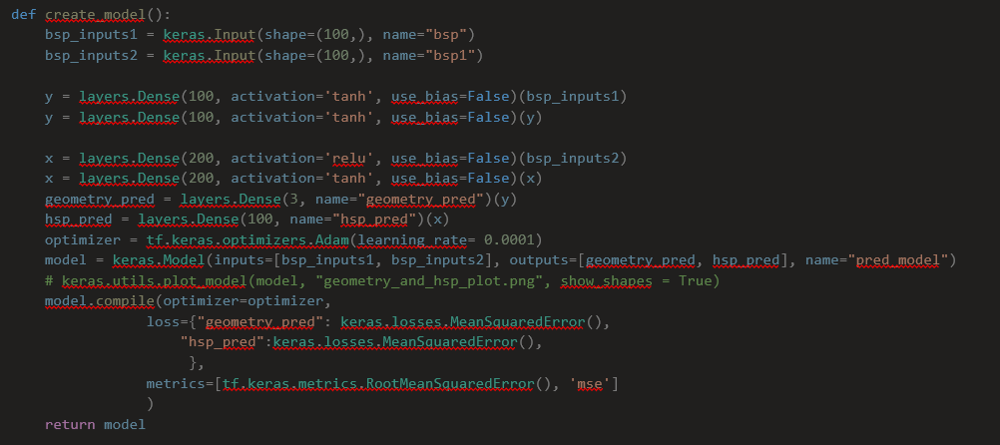 def create_model():
    bsp_inputs1 = keras.Input(shape=(100,), name="bsp")
    bsp_inputs2 = keras.Input(shape=(100,), name="bsp1")

    y = layers.Dense(100, activation='tanh', use_bias=False)(bsp_inputs1)
    y = layers.Dense(100, activation='tanh', use_bias=False)(y)

    x = layers.Dense(200, activation='relu', use_bias=False)(bsp_inputs2)
    x = layers.Dense(200, activation='tanh', use_bias=False)(x)
    geometry_pred = layers.Dense(3, name="geometry_pred")(y)
    hsp_pred = layers.Dense(100, name="hsp_pred")(x)
    optimizer = tf.keras.optimizers.Adam(learning_rate= 0.0001)
    model = keras.Model(inputs=[bsp_inputs1, bsp_inputs2], outputs=[geometry_pred, hsp_pred], name="pred_model")
    # keras.utils.plot_model(model, "geometry_and_hsp_plot.png", show_shapes = True)
    model.compile(optimizer=optimizer,
                loss={"geometry_pred": keras.losses.MeanSquaredError(),
                    "hsp_pred":keras.losses.MeanSquaredError(),
                     },
                metrics=[tf.keras.metrics.RootMeanSquaredError(), 'mse']
                )
    return model